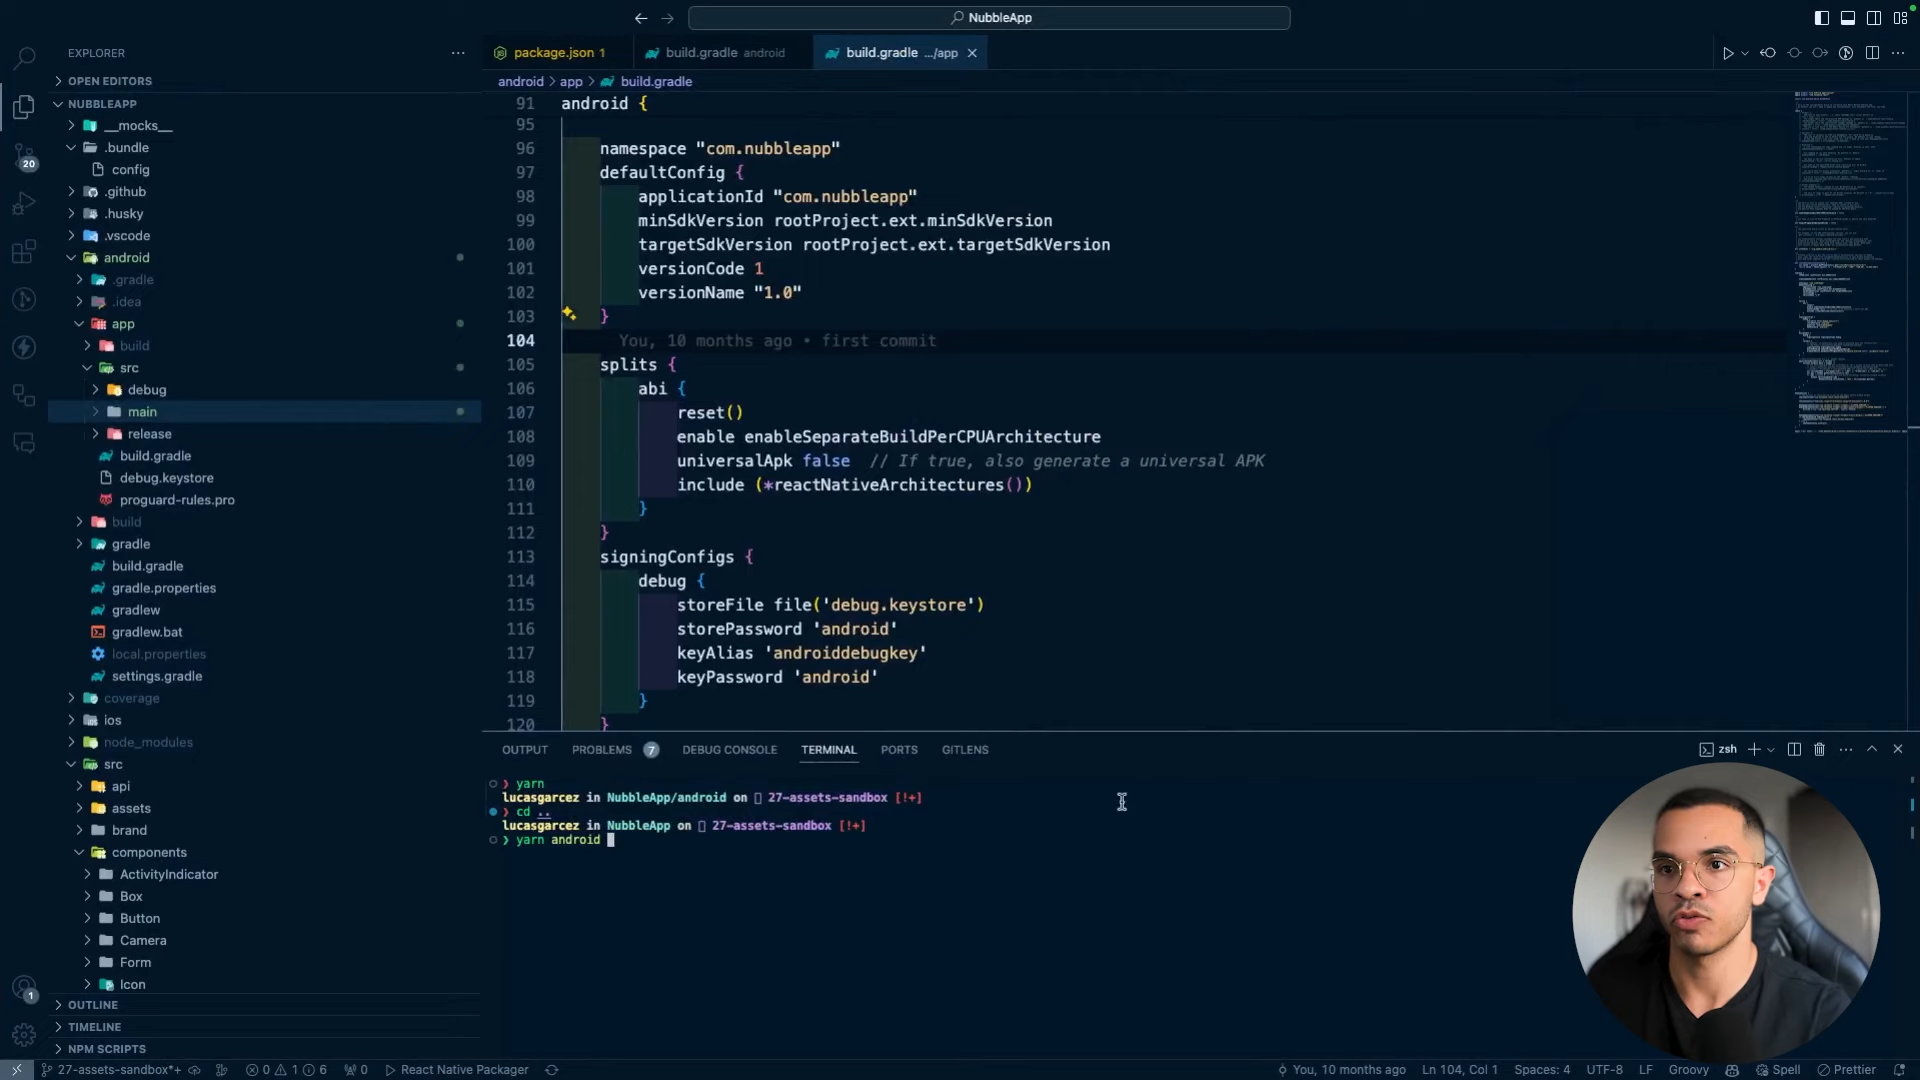 NubbleApp
EXPLORER
OPEN EDITORS
NUBBLEAPP
__mocks__
.bundle
config
.github
.husky
.vscode
android
.gradle
.idea
app
build
src
debug
main
release
build.gradle
debug.keystore
proguard-rules.pro
build
gradle
build.gradle
gradle.properties
gradlew
gradlew.bat
local.properties
settings.gradle
coverage
ios
node_modules
src
api
assets
brand
components
ActivityIndicator
Box
Button
Camera
Form
Icon
OUTLINE
TIMELINE
NPM SCRIPTS
20
1
package.json 1
build.gradle android
build.gradle .../app
android > app > build.gradle
91 android {
95
96 namespace "com.nubbleapp"
97 defaultConfig {
98 applicationId "com.nubbleapp"
99 minSdkVersion rootProject.ext.minSdkVersion
100 targetSdkVersion rootProject.ext.targetSdkVersion
101 versionCode 1
102 versionName "1.0"
103 }
104 You, 10 months ago • first commit
105 splits {
106 abi {
107 reset()
108 enable enableSeparateBuildPerCPUArchitecture
109 universalApk false // If true, also generate a universal APK
110 include (*reactNativeArchitectures())
111 }
112 }
113 signingConfigs {
114 debug {
115 storeFile file('debug.keystore')
116 storePassword 'android'
117 keyAlias 'androiddebugkey'
118 keyPassword 'android'
119 }
120 }
OUTPUT PROBLEMS 7 DEBUG CONSOLE TERMINAL PORTS GITLENS
zsh
❯ yarn
lucasgarcez in NubbleApp/android on 27-assets-sandbox [!+]
❯ cd ..
lucasgarcez in NubbleApp on 27-assets-sandbox [!+]
❯ yarn android
27-assets-sandbox*+ 0 1 6 0 React Native Packager
You, 10 months ago Ln 104, Col 1 Spaces: 4 UTF-8 LF Groovy Spell Prettier